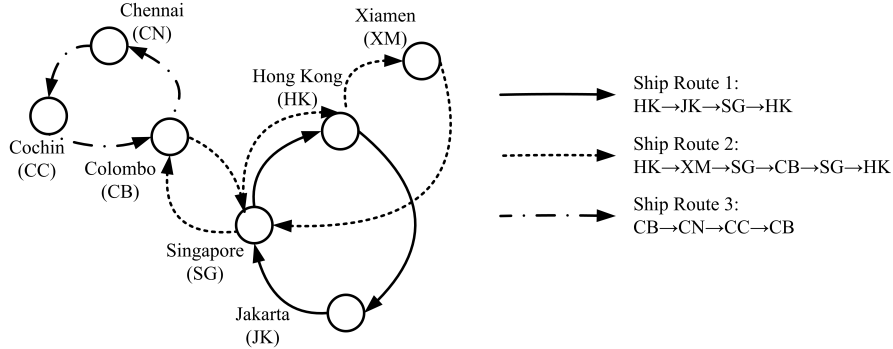 Chennai
(CN)
Xiamen
(XM)
Hong Kong
(HK)
Cochin
(CC)
Colombo
(CB)
Singapore
(SG)
Jakarta
(JK)
Ship Route 1:
HK→JK→SG→HK
Ship Route 2:
HK→XM→SG→CB→SG→HK
Ship Route 3:
CB→CN→CC→CB